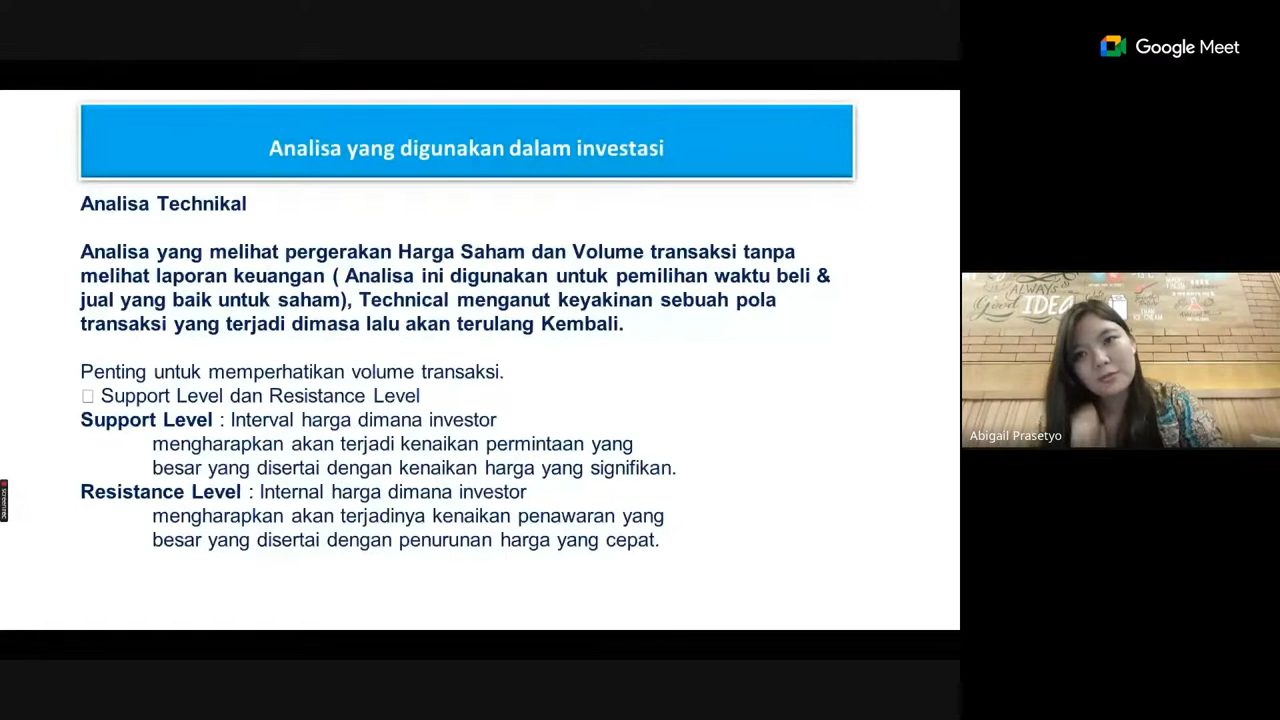 Google Meet
Analisa yang digunakan dalam investasi
Analisa Technikal
Analisa yang melihat pergerakan Harga Saham dan Volume transaksi tanpa
melihat laporan keuangan ( Analisa ini digunakan untuk pemilihan waktu beli &
jual yang baik untuk saham), Technical menganut keyakinan sebuah pola
transaksi yang terjadi dimasa lalu akan terulang Kembali.
Penting untuk memperhatikan volume transaksi.
□ Support Level dan Resistance Level
Support Level : Interval harga dimana investor
mengharapkan akan terjadi kenaikan permintaan yang
besar yang disertai dengan kenaikan harga yang signifikan.
Resistance Level : Internal harga dimana investor
mengharapkan akan terjadinya kenaikan penawaran yang
besar yang disertai dengan penurunan harga yang cepat.
ALWAYS
Good IDEA
Abigail Prasetyo